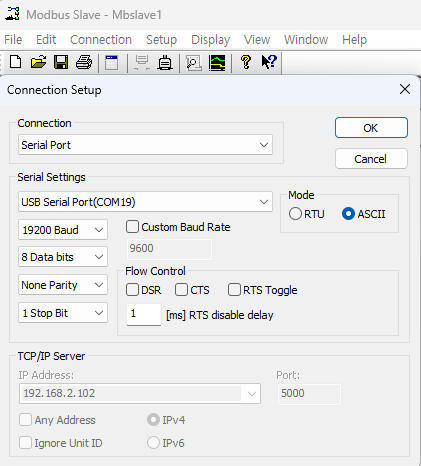 Modbus Slave - Mbslave1
File Edit Connection Setup Display View Window Help
Connection Setup
Connection
Serial Port
OK
Cancel
Serial Settings
USB Serial Port(COM19)
Mode
RTU ASCII
19200 Baud
Custom Baud Rate
9600
8 Data bits
None Parity
1 Stop Bit
Flow Control
DSR CTS RTS Toggle
1 [ms] RTS disable delay
TCP/IP Server
IP Address: Port:
192.168.2.102 5000
Any Address IPv4
Ignore Unit ID IPv6